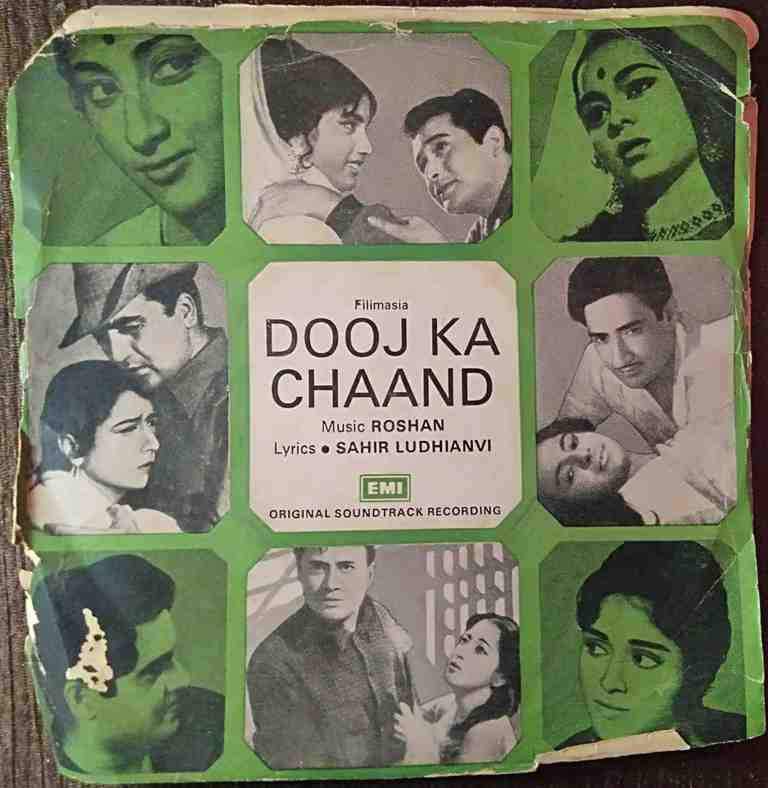 Filimasia
DOOJ KA
CHAAND
Music ROSHAN
Lyrics • SAHIR LUDHIANVI
EMI
ORIGINAL SOUNDTRACK RECORDING